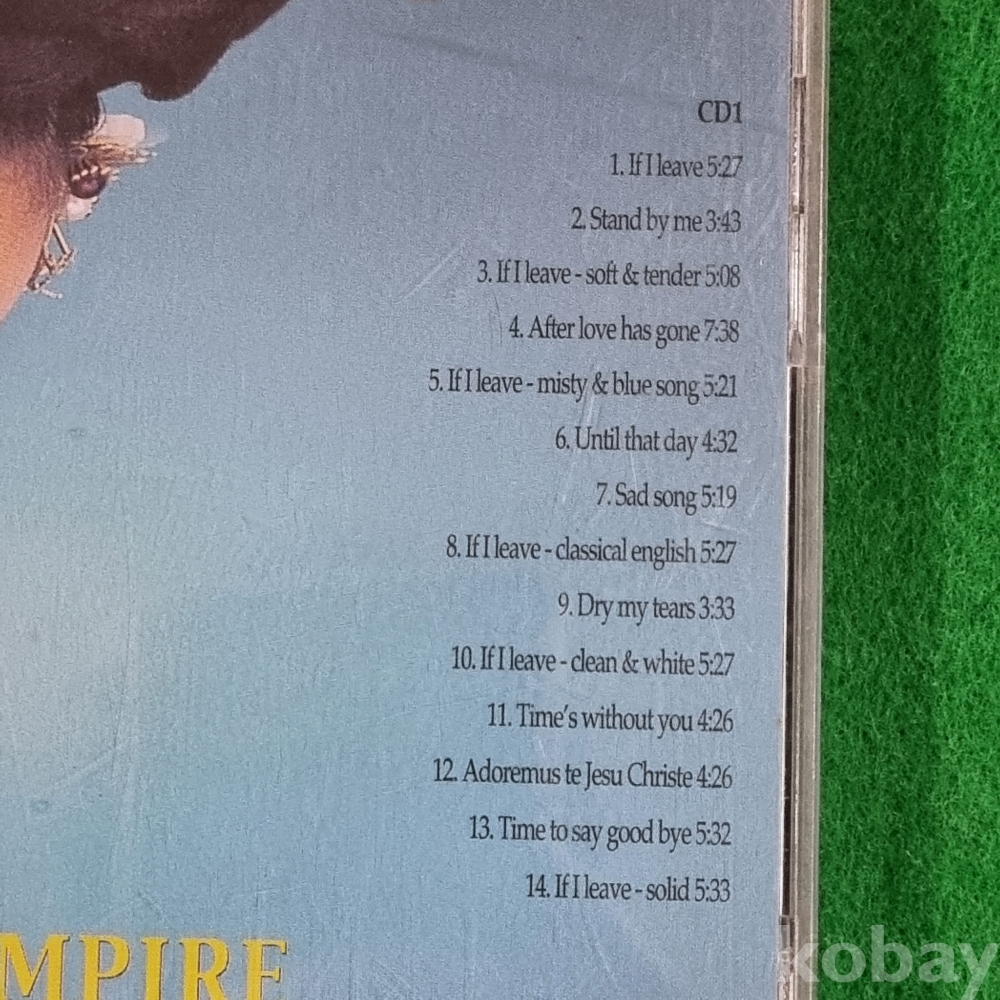 CD1
1. If I leave 5:27
2. Stand by me 3:43
3. If I leave - soft & tender 5:08
4. After love has gone 7:38
5. If I leave - misty & blue song 5:21
6. Until that day 4:32
7. Sad song 5:19
8. If I leave - classical english 5:27
9. Dry my tears 3:33
10. If I leave - clean & white 5:27
11. Time's without you 4:26
12. Adoremus te Jesu Christe 4:26
13. Time to say good bye 5:32
14. If I leave - solid 5:33
MPIRE
kobay